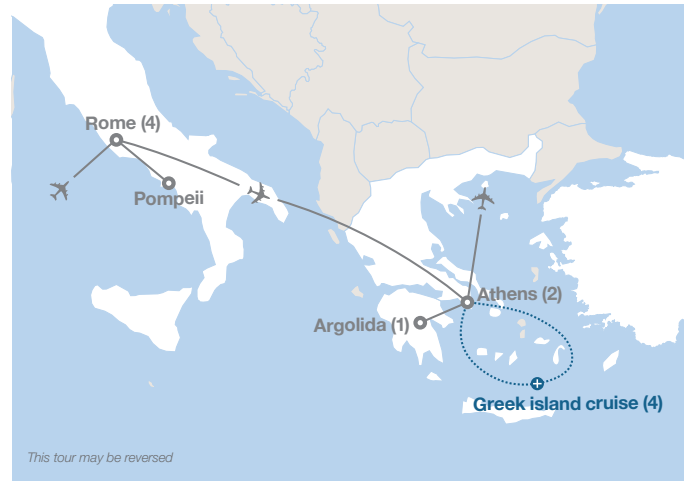 Rome (4)
Pompeii
Athens (2)
Argolida (1)
Greek island cruise (4)
This tour may be reversed